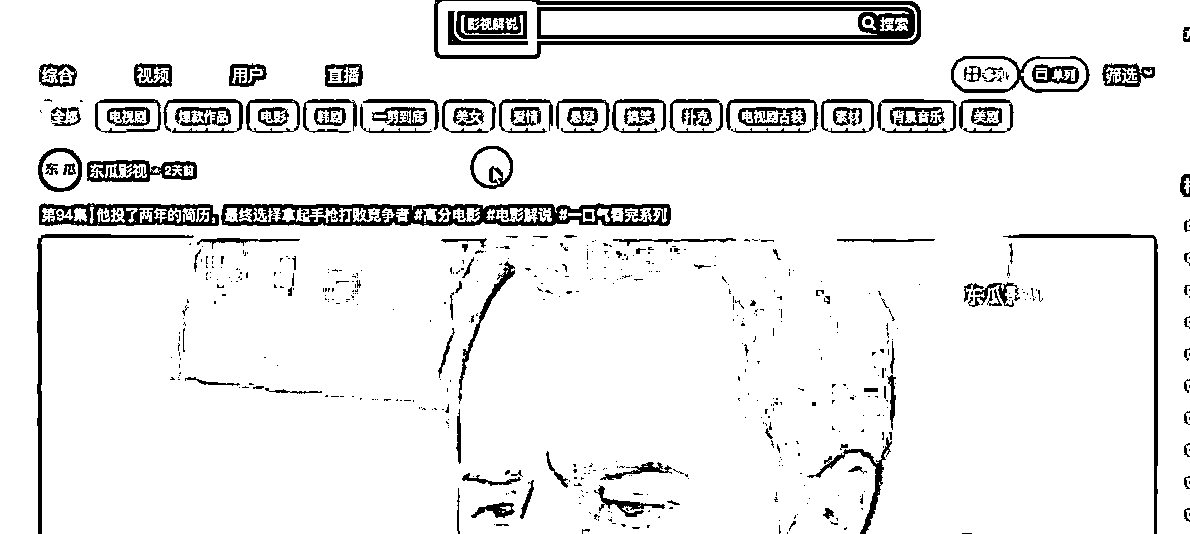 影视解说 搜索
综合 视频 用户 直播
单列 筛选
全部 电视剧 爆款作品 电影 韩剧 一剪到底 美女 爱情 悬疑 搞笑 扑克 电视剧古装 素材 背景音乐 美剧
东瓜 东瓜影视 2天前
第94集|他投了两年的简历，最终选择拿起手枪打败竞争者 #高分电影 #电影解说 #一口气看完系列
东瓜影